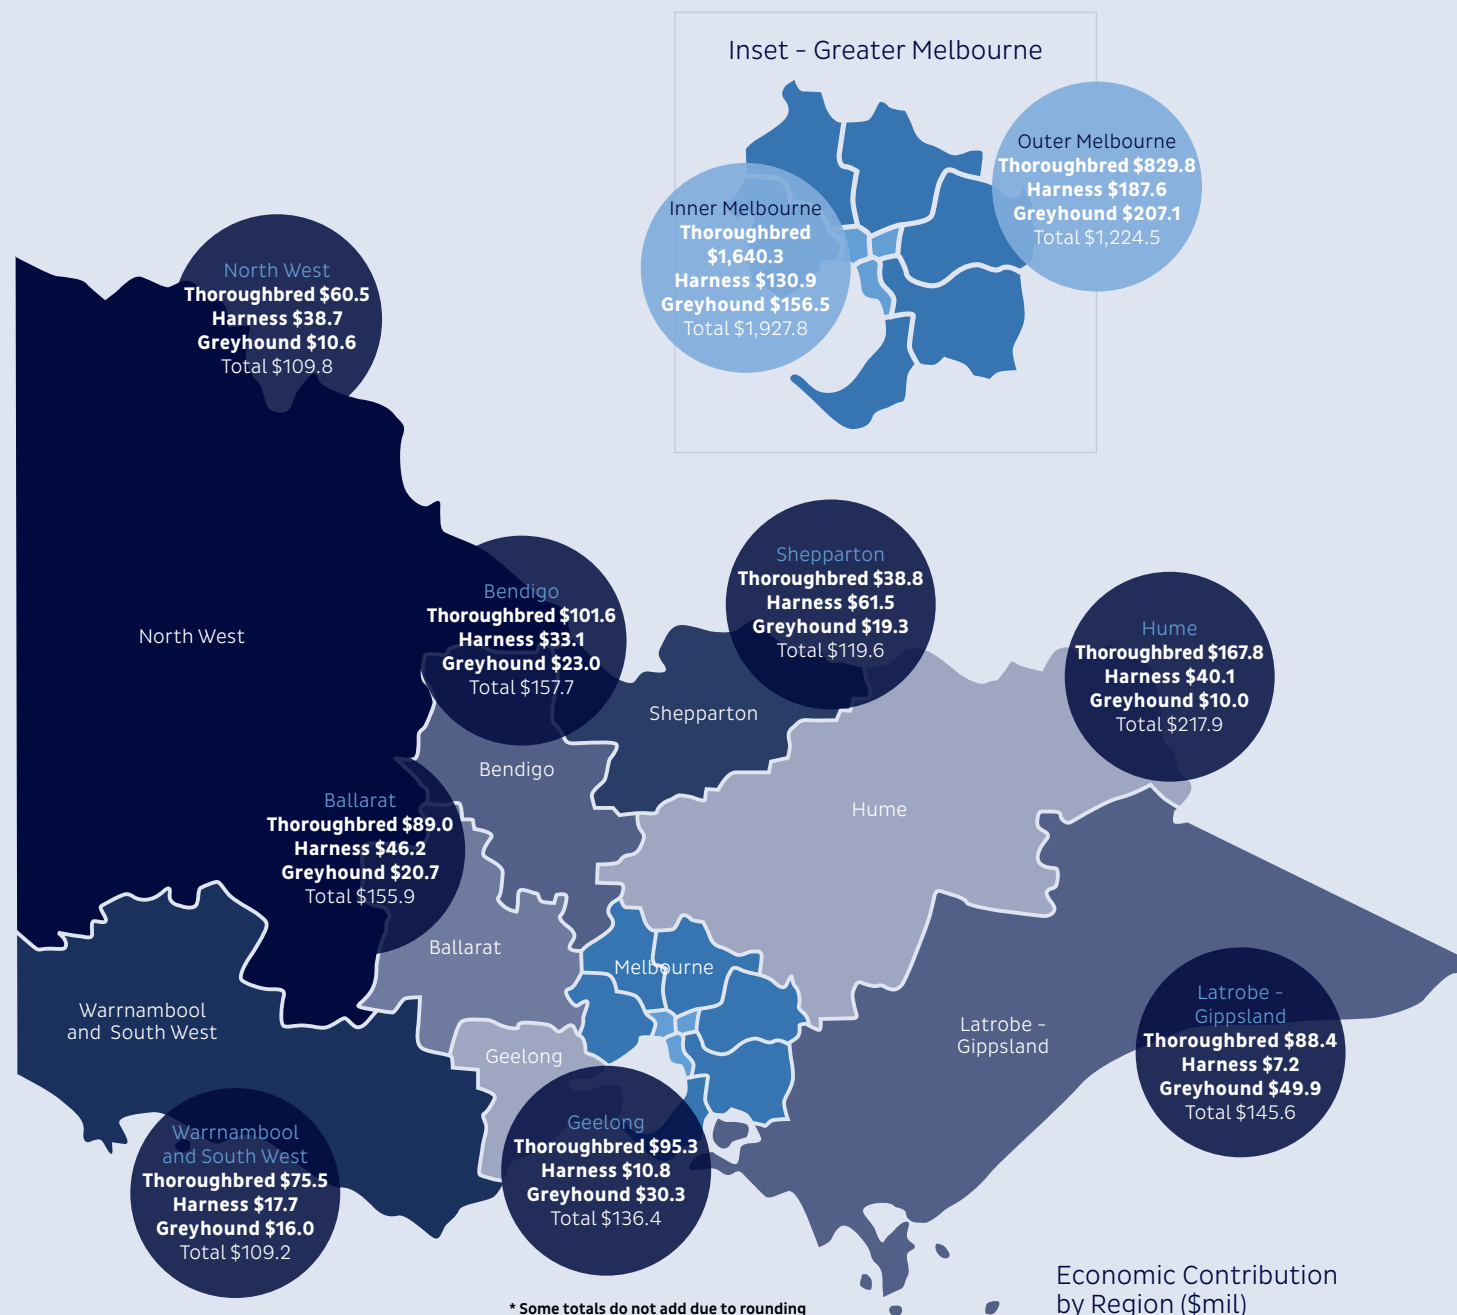 Inset - Greater Melbourne
Outer Melbourne
Thoroughbred $829.8
Harness $187.6
Greyhound $207.1
Total $1,224.5
Inner Melbourne
Thoroughbred
$1,640.3
Harness $130.9
Greyhound $156.5
Total $1,927.8
North West
Thoroughbred $60.5
Harness $38.7
Greyhound $10.6
Total $109.8
Bendigo
Thoroughbred $101.6
Harness $33.1
Greyhound $23.0
Total $157.7
Shepparton
Thoroughbred $38.8
Harness $61.5
Greyhound $19.3
Total $119.6
Hume
Thoroughbred $167.8
Harness $40.1
Greyhound $10.0
Total $217.9
North West
Shepparton
Bendigo
Hume
Ballarat
Thoroughbred $89.0
Harness $46.2
Greyhound $20.7
Total $155.9
Ballarat
Melbourne
Warrnambool
and South West
Geelong
Latrobe -
Gippsland
Latrobe -
Gippsland
Thoroughbred $88.4
Harness $7.2
Greyhound $49.9
Total $145.6
Warrnambool
and South West
Thoroughbred $75.5
Harness $17.7
Greyhound $16.0
Total $109.2
Geelong
Thoroughbred $95.3
Harness $10.8
Greyhound $30.3
Total $136.4
Economic Contribution
by Region ($mil)
* Some totals do not add due to rounding